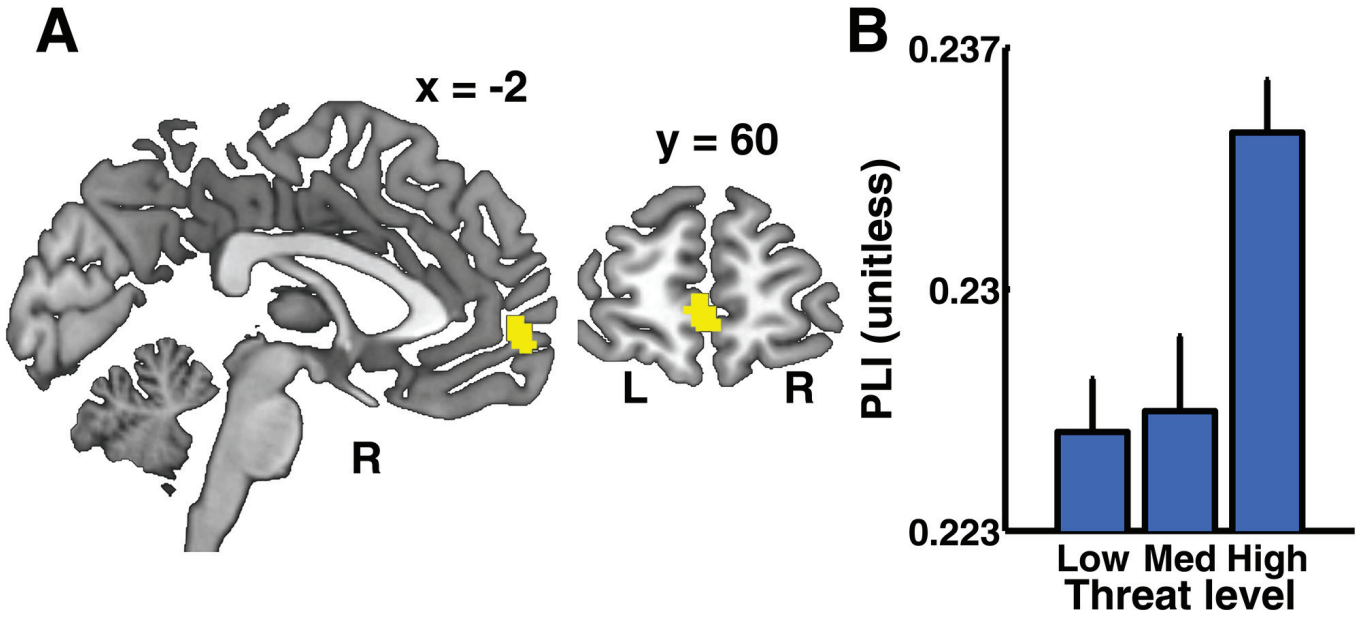 A
x = -2
y = 60
L
R
R
B
0.237
0.23
0.223
PLI (unitless)
Low Med High
Threat level